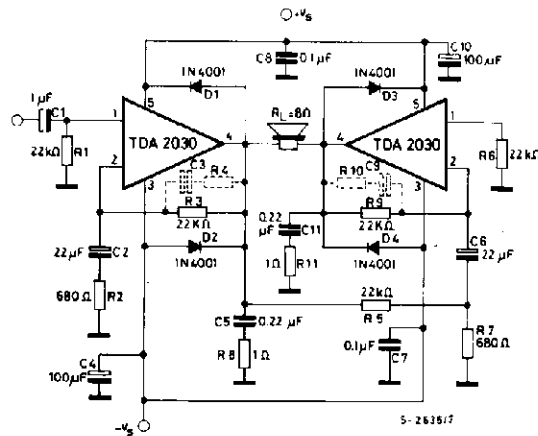 +Vs
C8 0.1µF
C10
100µF
1N4001
D1
1N4001
D3
1µF
C1
5
5
1
1
TDA 2030
4
RL=8Ω
4
TDA 2030
22kΩ
R1
2
2
R6
22kΩ
3
C3
R4
R10
C9
3
R3
22KΩ
R9
22KΩ
0.22
µF
C11
D2
D4
C6
22µF
C2
1N4001
1Ω
R11
1N4001
22µF
680Ω
R2
22kΩ
R5
C5
0.22 µF
R7
680Ω
R8
1Ω
0.1µF
C7
C4
100µF
-Vs